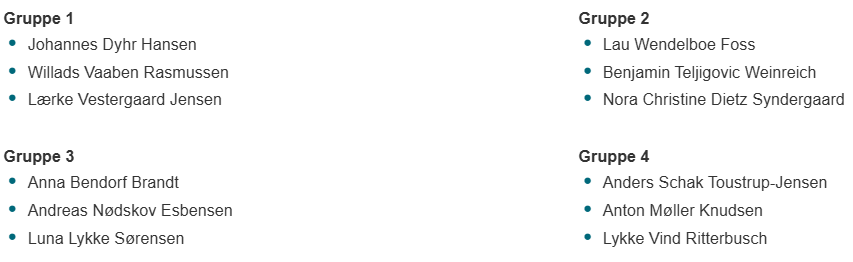 Gruppe 1
Johannes Dyhr Hansen
Willads Vaaben Rasmussen
Lærke Vestergaard Jensen
Gruppe 2
Lau Wendelboe Foss
Benjamin Teljigovic Weinreich
Nora Christine Dietz Syndergaard
Gruppe 3
Anna Bendorf Brandt
Andreas Nødskov Esbensen
Luna Lykke Sørensen
Gruppe 4
Anders Schak Toustrup-Jensen
Anton Møller Knudsen
Lykke Vind Ritterbusch